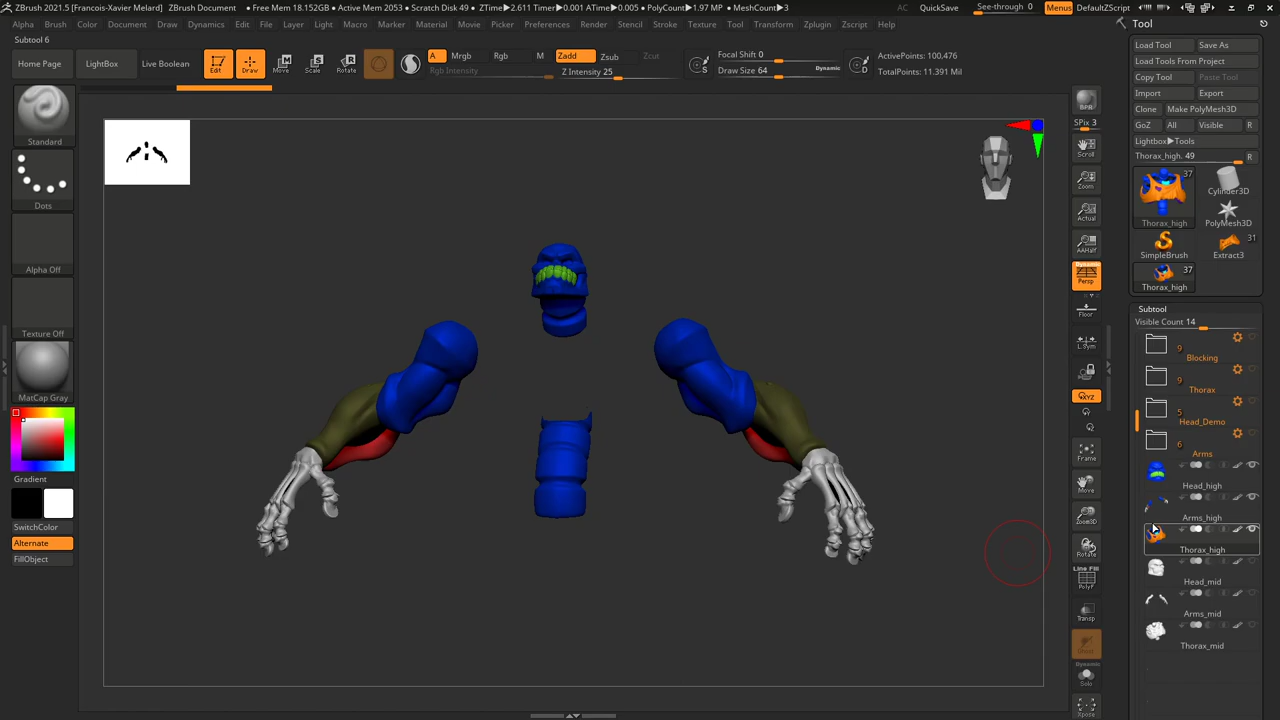 ZBrush 2021.5 [Francois-Xavier Melard] ZBrush Document • Free Mem 18.152GB • Active Mem 2053 • Scratch Disk 49 • ZTime▶2.611 Timer▶0.001 ATime▶0.005 • PolyCount▶1.97 MP • MeshCount▶3
AC QuickSave See-through 0 Menus DefaultZScript
Alpha Brush Color Document Draw Dynamics Edit File Layer Light Macro Marker Material Movie Picker Preferences Render Stencil Stroke Texture Tool Transform Zplugin Zscript Help
Subtool 6
Home Page LightBox Live Boolean
Edit Draw Move Scale Rotate
A Mrgb Rgb M
Rgb Intensity
Zadd Zsub Zcut
Z Intensity 25
S
Focal Shift 0
Draw Size 64 Dynamic
D
ActivePoints: 100.476
TotalPoints: 11.391 Mil
Standard
Dots
Alpha Off
Texture Off
MatCap Gray
Gradient
SwitchColor
Alternate
FillObject
BPR
SPix 3
Scroll
Zoom
Actual
AAHalf
Dynamic
Persp
Floor
L.Sym
XYZ
Frame
Move
Zoom3D
Rotate
Line Fill
PolyF
Transp
Ghost
Dynamic
Solo
Xpose
Tool
Load Tool Save As
Load Tools From Project
Copy Tool Paste Tool
Import Export
Clone Make PolyMesh3D
GoZ All Visible R
Lightbox▶Tools
Thorax_high. 49 R
37
Thorax_high
Cylinder3D
PolyMesh3D
SimpleBrush
31
Extract3
37
Thorax_high
Subtool
Visible Count 14
9
Blocking
9
Thorax
5
Head_Demo
6
Arms
Head_high
Arms_high
Thorax_high
Head_mid
Arms_mid
Thorax_mid